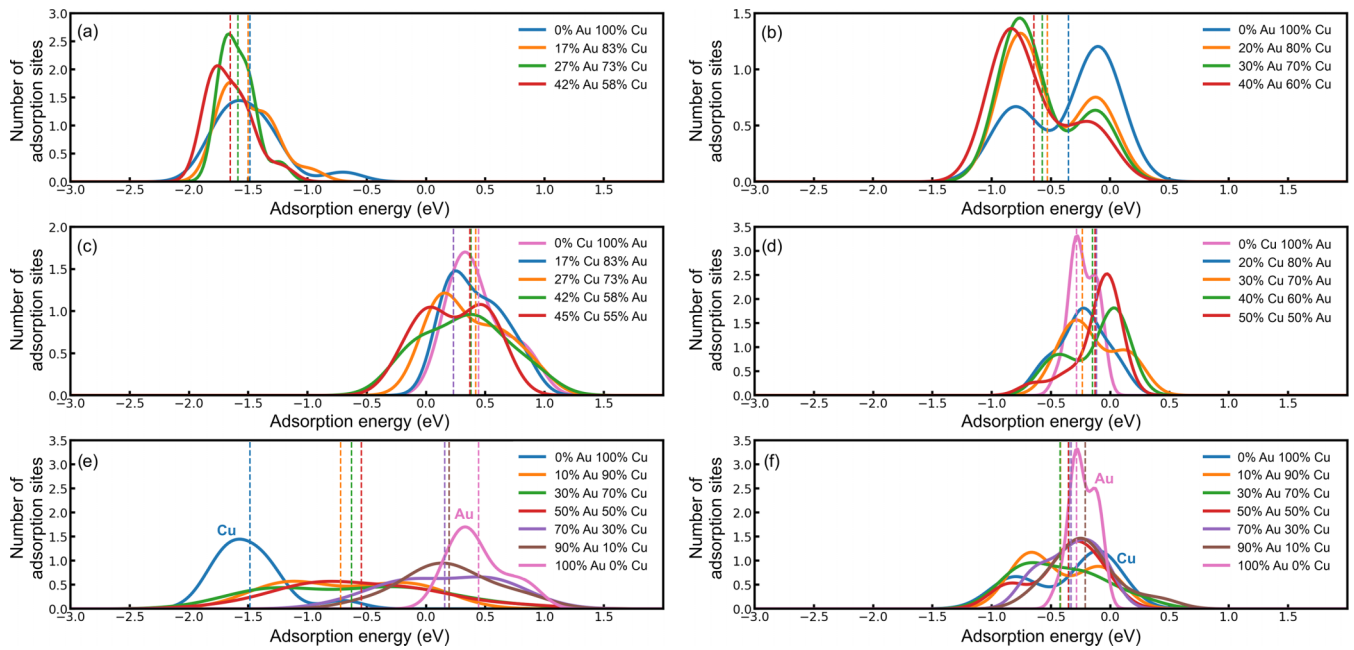 (a)
Number of
adsorption sites
3.0
2.5
2.0
1.5
1.0
0.5
0.0
0% Au 100% Cu
17% Au 83% Cu
27% Au 73% Cu
42% Au 58% Cu
−3.0 −2.5 −2.0 −1.5 −1.0 −0.5 0.0 0.5 1.0 1.5
Adsorption energy (eV)
(b)
Number of
adsorption sites
1.5
1.0
0.5
0.0
0% Au 100% Cu
20% Au 80% Cu
30% Au 70% Cu
40% Au 60% Cu
−3.0 −2.5 −2.0 −1.5 −1.0 −0.5 0.0 0.5 1.0 1.5
Adsorption energy (eV)
(c)
Number of
adsorption sites
2.0
1.5
1.0
0.5
0.0
0% Cu 100% Au
17% Cu 83% Au
27% Cu 73% Au
42% Cu 58% Au
45% Cu 55% Au
−3.0 −2.5 −2.0 −1.5 −1.0 −0.5 0.0 0.5 1.0 1.5
Adsorption energy (eV)
(d)
Number of
adsorption sites
3.5
3.0
2.5
2.0
1.5
1.0
0.5
0.0
0% Cu 100% Au
20% Cu 80% Au
30% Cu 70% Au
40% Cu 60% Au
50% Cu 50% Au
−3.0 −2.5 −2.0 −1.5 −1.0 −0.5 0.0 0.5 1.0 1.5
Adsorption energy (eV)
(e)
Number of
adsorption sites
3.5
3.0
2.5
2.0
1.5
1.0
0.5
0.0
Cu
Au
0% Au 100% Cu
10% Au 90% Cu
30% Au 70% Cu
50% Au 50% Cu
70% Au 30% Cu
90% Au 10% Cu
100% Au 0% Cu
−3.0 −2.5 −2.0 −1.5 −1.0 −0.5 0.0 0.5 1.0 1.5
Adsorption energy (eV)
(f)
Number of
adsorption sites
3.5
3.0
2.5
2.0
1.5
1.0
0.5
0.0
Au
Cu
0% Au 100% Cu
10% Au 90% Cu
30% Au 70% Cu
50% Au 50% Cu
70% Au 30% Cu
90% Au 10% Cu
100% Au 0% Cu
−3.0 −2.5 −2.0 −1.5 −1.0 −0.5 0.0 0.5 1.0 1.5
Adsorption energy (eV)